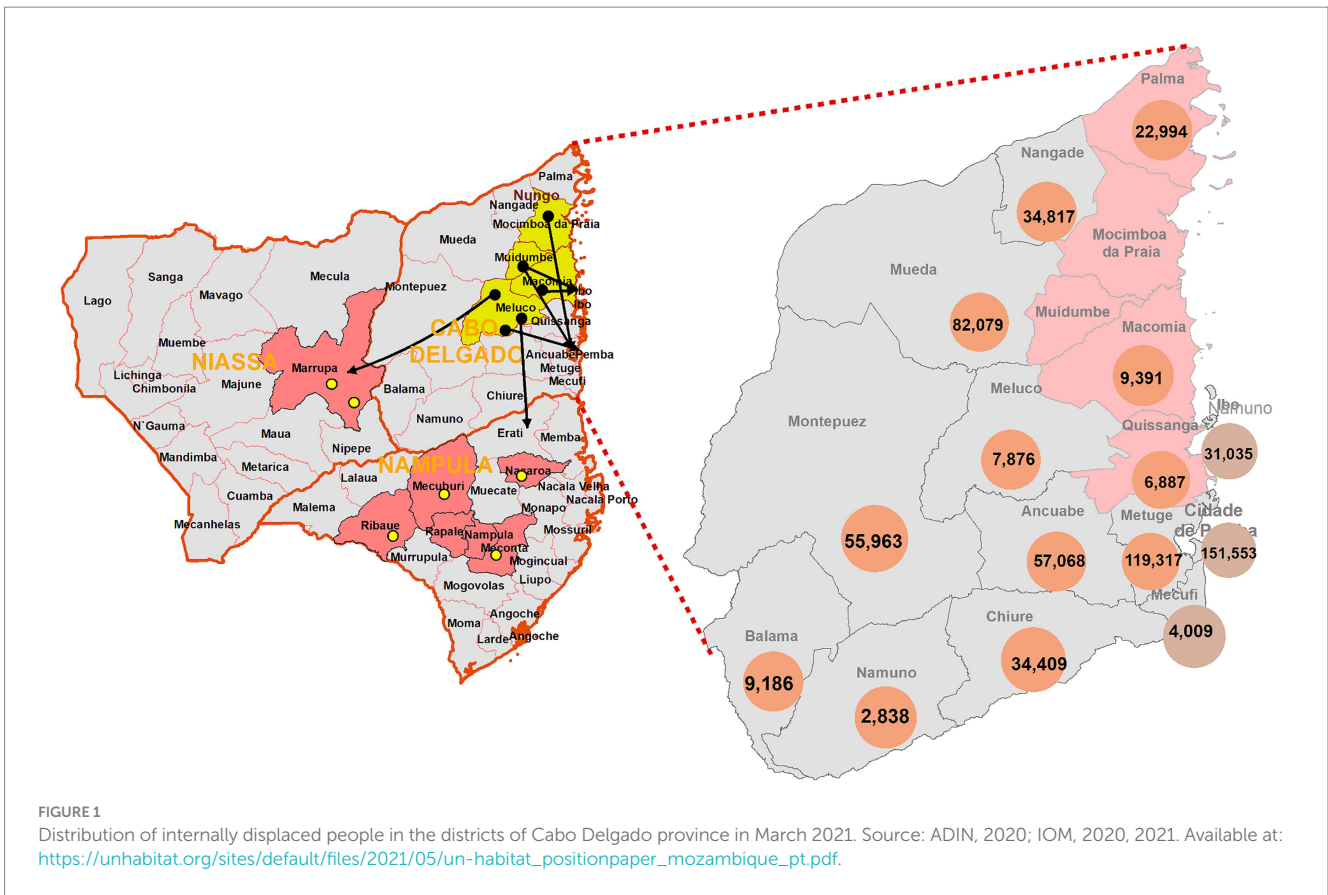 Palma
Nungo
Nangade
Mocimboa da Praia
Mueda
Muidumbe
Mecula
Sanga
Montepuez
Macomia
Ibo
Lago
Mavago
Ibo
Meluco
Quissanga
CABO
DELGADO
Muembe
NIASSA
Marrupa
Ancuabe
Pemba
Metuge
Mecufi
Lichinga
Chimbonila
Majune
Balama
Chiure
Namuno
N`Gauma
Maua
Erati
Memba
Nipepe
Mandimba
Metarica
NAMPULA
Nacaroa
Lalaua
Mecuburi
Muecate
Nacala Velha
Nacala Porto
Cuamba
Malema
Monapo
Mecanhelas
Ribaue
Rapale
Nampula
Mossuril
Meconta
Murrupula
Mogincual
Mogovolas
Liupo
Moma
Angoche
Larde
Angoche
Palma
22,994
Nangade
34,817
Mocimboa
da Praia
Mueda
82,079
Muidumbe
Macomia
9,391
Meluco
Ibo
Namuno
Montepuez
Quissanga
31,035
7,876
6,887
Ancuabe
Metuge
Cidade
55,963
57,068
119,317
151,553
Mecufi
Chiure
4,009
Balama
34,409
9,186
Namuno
2,838
FIGURE 1
Distribution of internally displaced people in the districts of Cabo Delgado province in March 2021. Source: ADIN, 2020; IOM, 2020, 2021. Available at:
https://unhabitat.org/sites/default/files/2021/05/un-habitat_positionpaper_mozambique_pt.pdf.